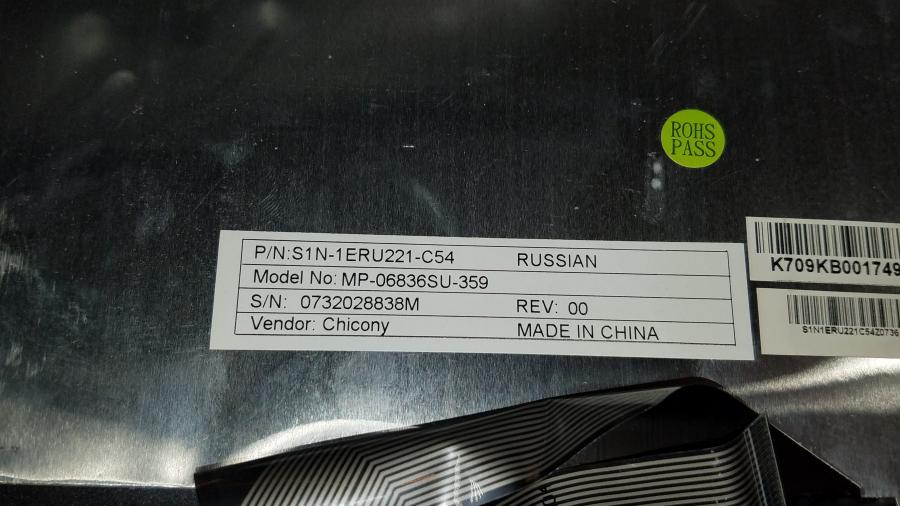 ROHS
PASS
P/N:S1N-1ERU221-C54 RUSSIAN
Model No: MP-06836SU-359
S/N: 0732028838M REV: 00
Vendor: Chicony MADE IN CHINA
K709KB001749
S1N1ERU221C54Z0736